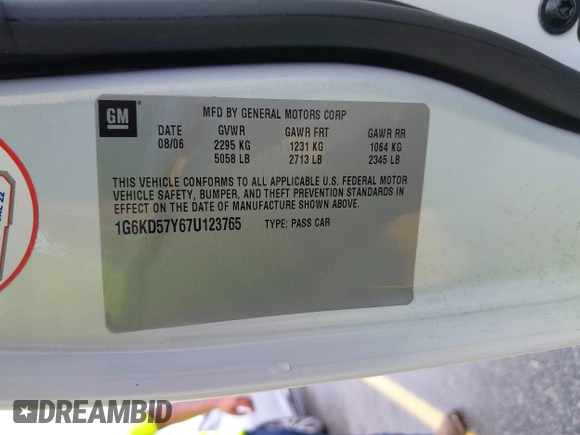 GM
MFD BY GENERAL MOTORS CORP
DATE GVWR GAWR FRT GAWR RR
08/06 2295 KG 1231 KG 1064 KG
5058 LB 2713 LB 2345 LB
THIS VEHICLE CONFORMS TO ALL APPLICABLE U.S. FEDERAL MOTOR
VEHICLE SAFETY, BUMPER, AND THEFT PREVENTION STANDARDS IN
EFFECT ON THE DATE OF MANUFACTURE SHOWN ABOVE.
1G6KD57Y67U123765 TYPE: PASS CAR
22
DREAMBID